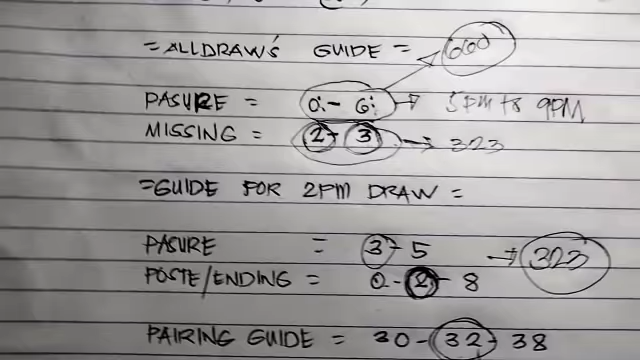 = ALLDRAW'S GUIDE = 600
PASURE = 0:- 6: → 5PM to 9PM
MISSING = 2 - 3 → 323
= GUIDE FOR 2PM DRAW =
PASURE = 3 - 5 → 323
POSTE/ENDING = 0 - 2 - 8
PAIRING GUIDE = 30 - 32 - 38